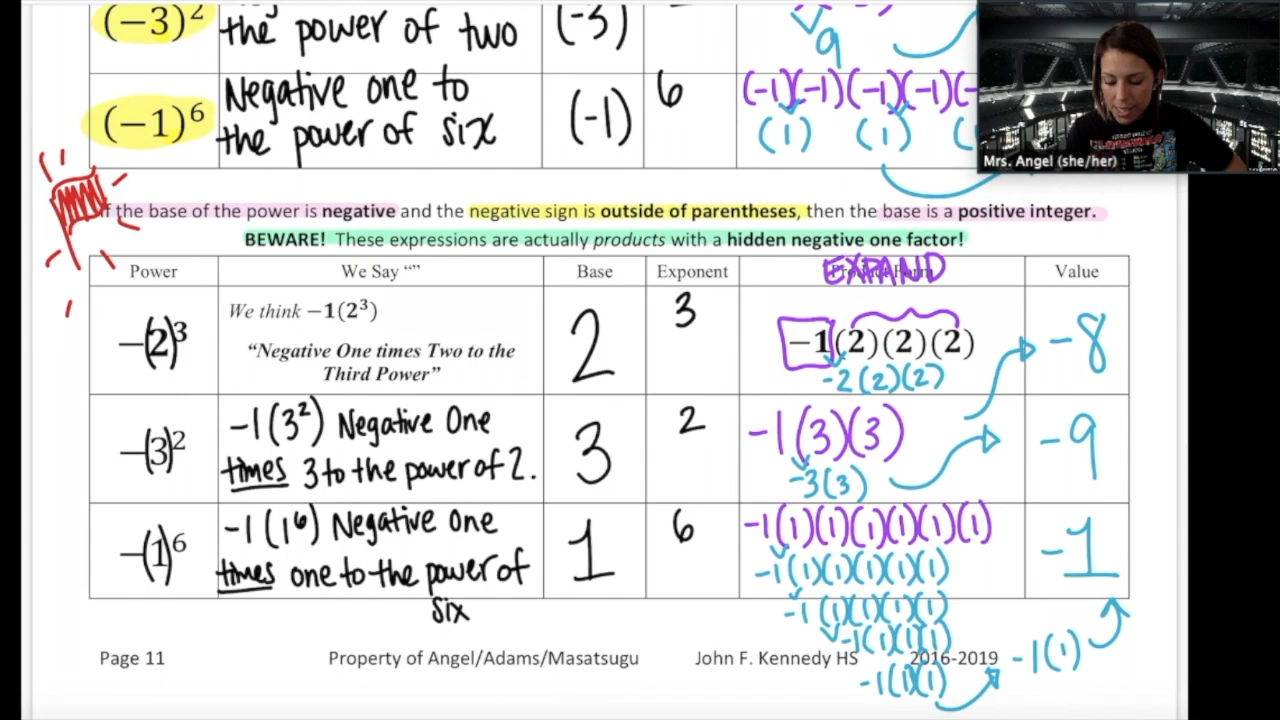 (−3)² the power of two (-3)
9
(−1)⁶ Negative one to the power of six (-1) 6 (-1)(-1)(-1)(-1)(-
(1) (1) (1
Mrs. Angel (she/her)
If the base of the power is negative and the negative sign is outside of parentheses, then the base is a positive integer.
BEWARE! These expressions are actually products with a hidden negative one factor!
Power We Say “” Base Exponent EXPAND Value
−(2)³ We think −1(2³) 2 3 −1(2)(2)(2) -8
“Negative One times Two to the
Third Power”
-2(2)(2)
−(3)² -1(3²) Negative One 3 2 -1(3)(3) -9
times 3 to the power of 2.
-3(3)
−(1)⁶ -1(1⁶) Negative One 1 6 -1(1)(1)(1)(1)(1)(1) -1
times one to the power of
six
-1(1)(1)(1)(1)(1)
-1(1)(1)(1)(1)
-1(1)(1)(1)
-1(1)(1)
-1(1)
Page 11 Property of Angel/Adams/Masatsugu John F. Kennedy HS 2016-2019